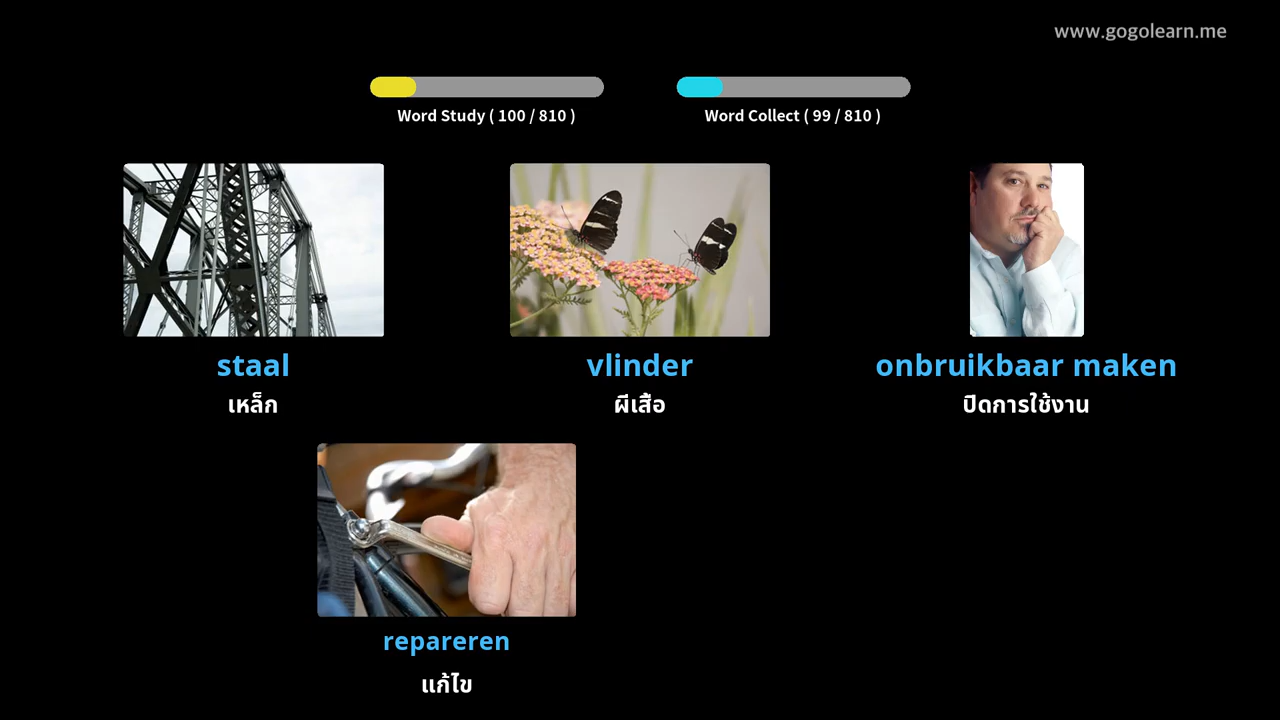 www.gogolearn.me
Word Study ( 100 / 810 )
Word Collect ( 99 / 810 )
staal
vlinder
onbruikbaar maken
เหล็ก
ผีเสื้อ
ปิดการใช้งาน
repareren
แก้ไข